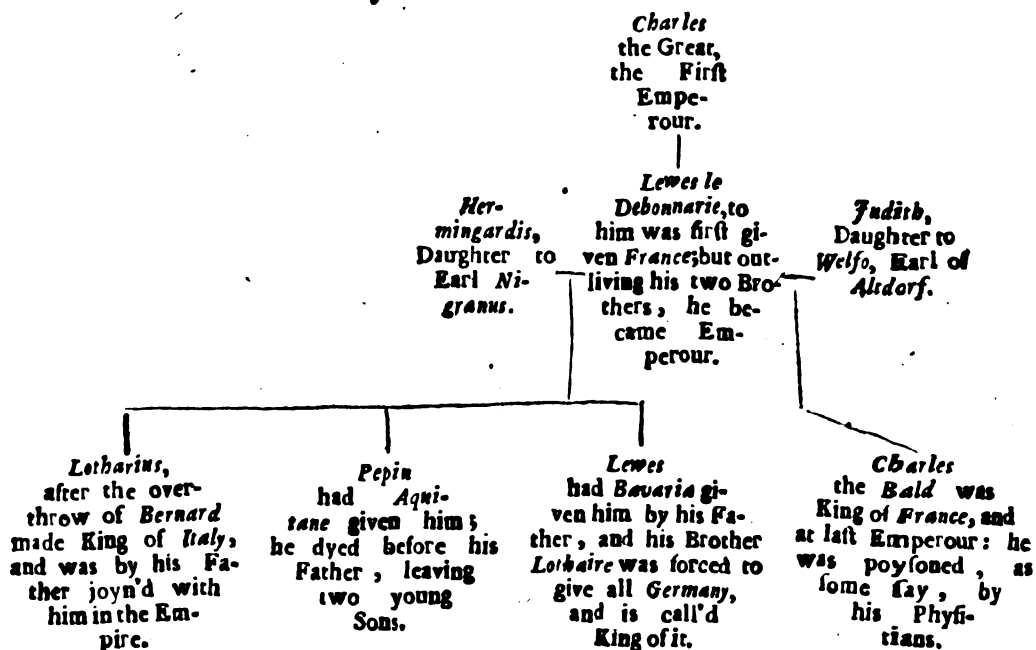 Charles
the Great,
the Firſt
Empe-
rour.
Her-
mingardis,
Daughter to
Earl Ni-
granus.
Lewes le
Debonnarie, to
him was firſt gi-
ven France; but out-
living his two Bro-
thers, he be-
came Em-
perour.
Judith,
Daughter to
Welfo, Earl of
Altdorf.
Lotharius,
after the over-
throw of Bernard
made King of Italy,
and was by his Fa-
ther joyn'd with
him in the Em-
pire.
Pepin
had Aqui-
tane given him;
he dyed before his
Father, leaving
two young
Sons.
Lewes
had Bavaria gi-
ven him by his Fa-
ther, and his Brother
Lothaire was forced to
give all Germany,
and is call'd
King of it.
Charles
the Bald was
King of France, and
at laſt Emperour: he
was poyſoned, as
ſome ſay, by
his Phyſi-
tians.